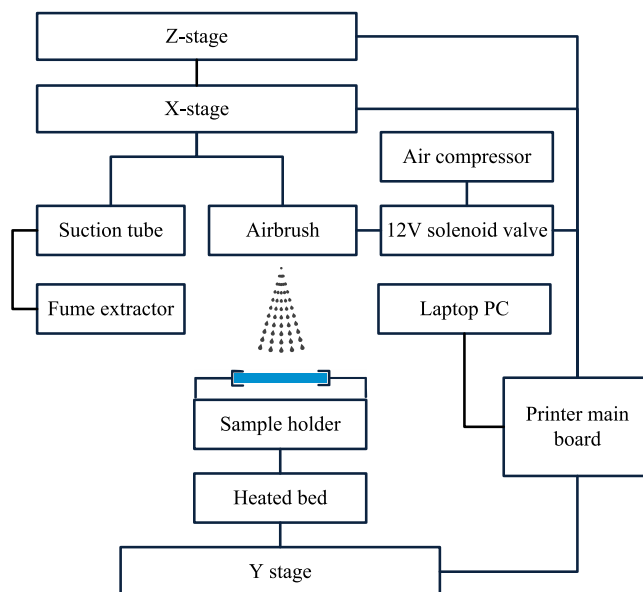 Z-stage
X-stage
Air compressor
Suction tube
Airbrush
12V solenoid valve
Fume extractor
Laptop PC
Sample holder
Printer main
board
Heated bed
Y stage